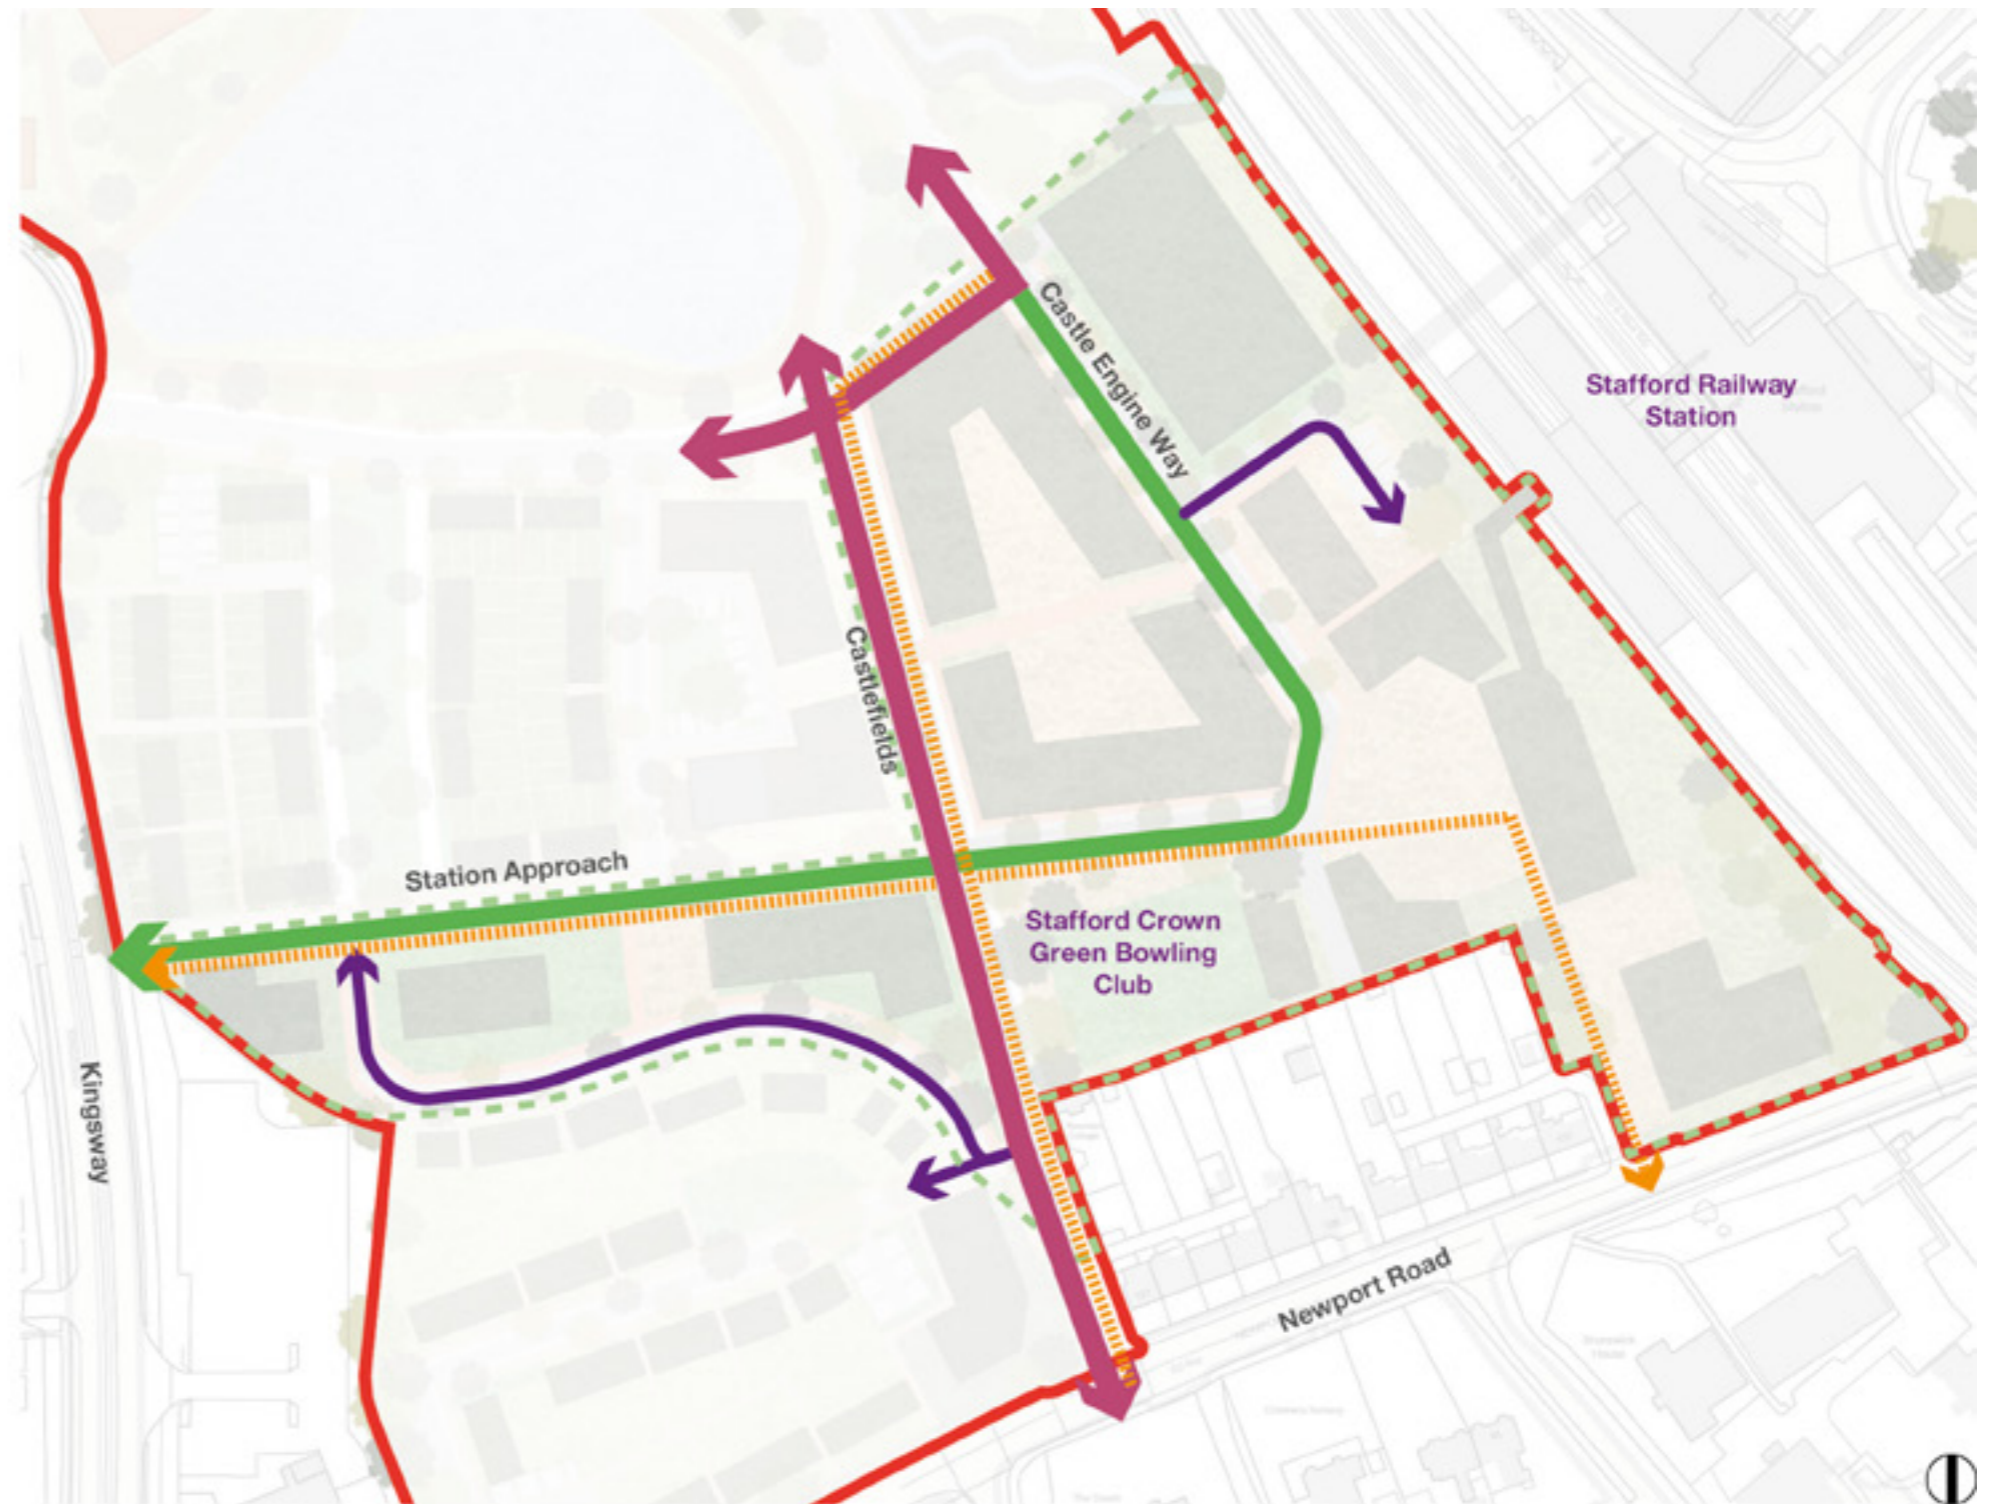 Castle Engine Way
Stafford Railway
Station
Castlefields
Station Approach
Stafford Crown
Green Bowling
Club
Kingsway
Newport Road